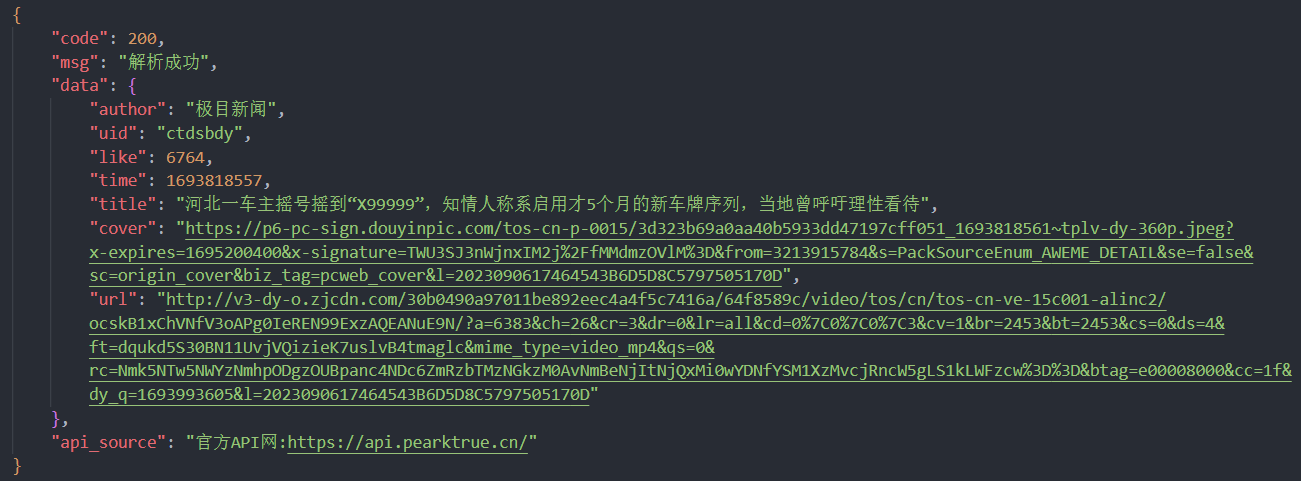 {
"code": 200,
"msg": "解析成功",
"data": {
"author": "极目新闻",
"uid": "ctdsbdy",
"like": 6764,
"time": 1693818557,
"title": "河北一车主摇号摇到“X99999”，知情人称系启用才5个月的新车牌序列，当地曾呼吁理性看待",
"cover": "https://p6-pc-sign.douyinpic.com/tos-cn-p-0015/3d323b69a0aa40b5933dd47197cff051_1693818561~tplv-dy-360p.jpeg?
x-expires=1695200400&x-signature=TWU3SJ3nWjnxIM2j%2FfMMdmzOVlM%3D&from=3213915784&s=PackSourceEnum_AWEME_DETAIL&se=false&
sc=origin_cover&biz_tag=pcweb_cover&l=2023090617464543B6D5D8C5797505170D",
"url": "http://v3-dy-o.zjcdn.com/30b0490a97011be892eec4a4f5c7416a/64f8589c/video/tos/cn/tos-cn-ve-15c001-alinc2/
ocskB1xChVNfV3oAPg0IeREN99ExzAQEANuE9N/?a=6383&ch=26&cr=3&dr=0&lr=all&cd=0%7C0%7C0%7C3&cv=1&br=2453&bt=2453&cs=0&ds=4&
ft=dqukd5S30BN11UvjVQizieK7uslvB4tmaglc&mime_type=video_mp4&qs=0&
rc=Nmk5NTw5NWYzNmhpODgzOUBpanc4NDc6ZmRzbTMzNGkzM0AvNmBeNjItNjQxMi0wYDNfYSM1XzMvcjRncW5gLS1kLWFzcw%3D%3D&btag=e00008000&cc=1f&
dy_q=1693993605&l=2023090617464543B6D5D8C5797505170D"
},
"api_source": "官方API网:https://api.pearktrue.cn/"
}